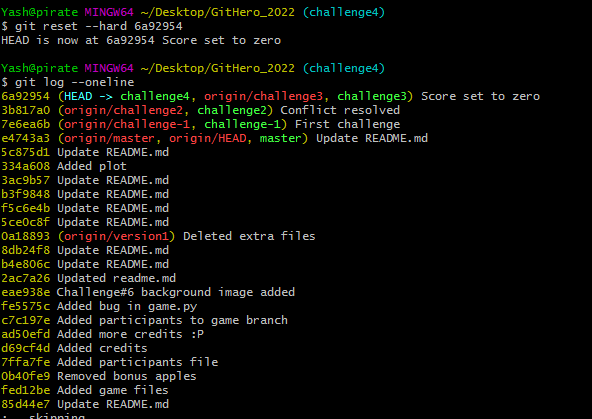 Yash@pirate MINGW64 ~/Desktop/GitHero_2022 (challenge4)
$ git reset --hard 6a92954
HEAD is now at 6a92954 Score set to zero
Yash@pirate MINGW64 ~/Desktop/GitHero_2022 (challenge4)
$ git log --oneline
6a92954 (HEAD -> challenge4, origin/challenge3, challenge3) Score set to zero
3b817a0 (origin/challenge2, challenge2) Conflict resolved
7e6ea6b (origin/challenge-1, challenge-1) First challenge
e4743a3 (origin/master, origin/HEAD, master) Update README.md
5c875d1 Update README.md
334a608 Added plot
3ac9b57 Update README.md
b3f9848 Update README.md
f5c6e4b Update README.md
5ce0c8f Update README.md
0a18893 (origin/version1) Deleted extra files
8db24f8 Update README.md
b4e806c Update README.md
2ac7a26 Updated readme.md
eae938e Challenge#6 background image added
fe5575c Added bug in game.py
c7c197e Added participants to game branch
ad50efd Added more credits :P
d69cf4d Added credits
7ffa7fe Added participants file
0b40fe9 Removed bonus apples
fed12be Added game files
85d44e7 Update README.md
:...skipping...